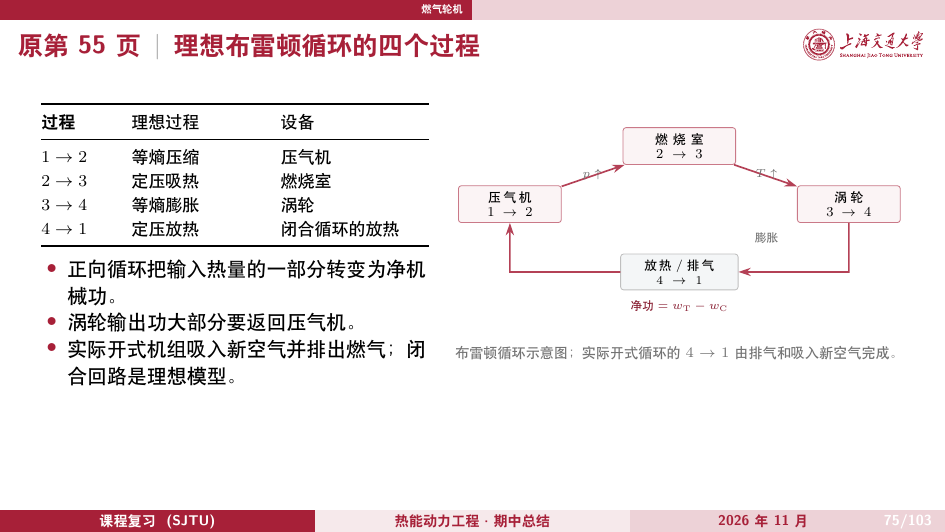 燃气轮机
原第 55 页 | 理想布雷顿循环的四个过程
上海交通大学
SHANGHAI JIAO TONG UNIVERSITY
过程 理想过程 设备
1 → 2 等熵压缩 压气机
2 → 3 定压吸热 燃烧室
3 → 4 等熵膨胀 涡轮
4 → 1 定压放热 闭合循环的放热
• 正向循环把输入热量的一部分转变为净机
械功。
• 涡轮输出功大部分要返回压气机。
• 实际开式机组吸入新空气并排出燃气；闭
合回路是理想模型。
燃烧室
2 → 3
p ↑
T ↑
压气机
1 → 2
涡轮
3 → 4
膨胀
放热 / 排气
4 → 1
净功 = wT − wC
布雷顿循环示意图；实际开式循环的 4 → 1 由排气和吸入新空气完成。
课程复习 (SJTU)
热能动力工程 · 期中总结
2026 年 11 月
75/103